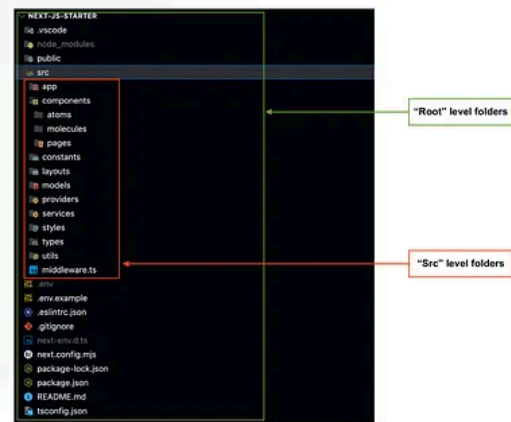 NEXT-JS-STARTER
.vscode
node_modules
public
src
app
components
atoms
molecules
pages
constants
layouts
models
providers
services
styles
types
utils
middleware.ts
.env
.env.example
.eslintrc.json
.gitignore
next-env.d.ts
next.config.mjs
package-lock.json
package.json
README.md
tsconfig.json
“Root” level folders
“Src” level folders